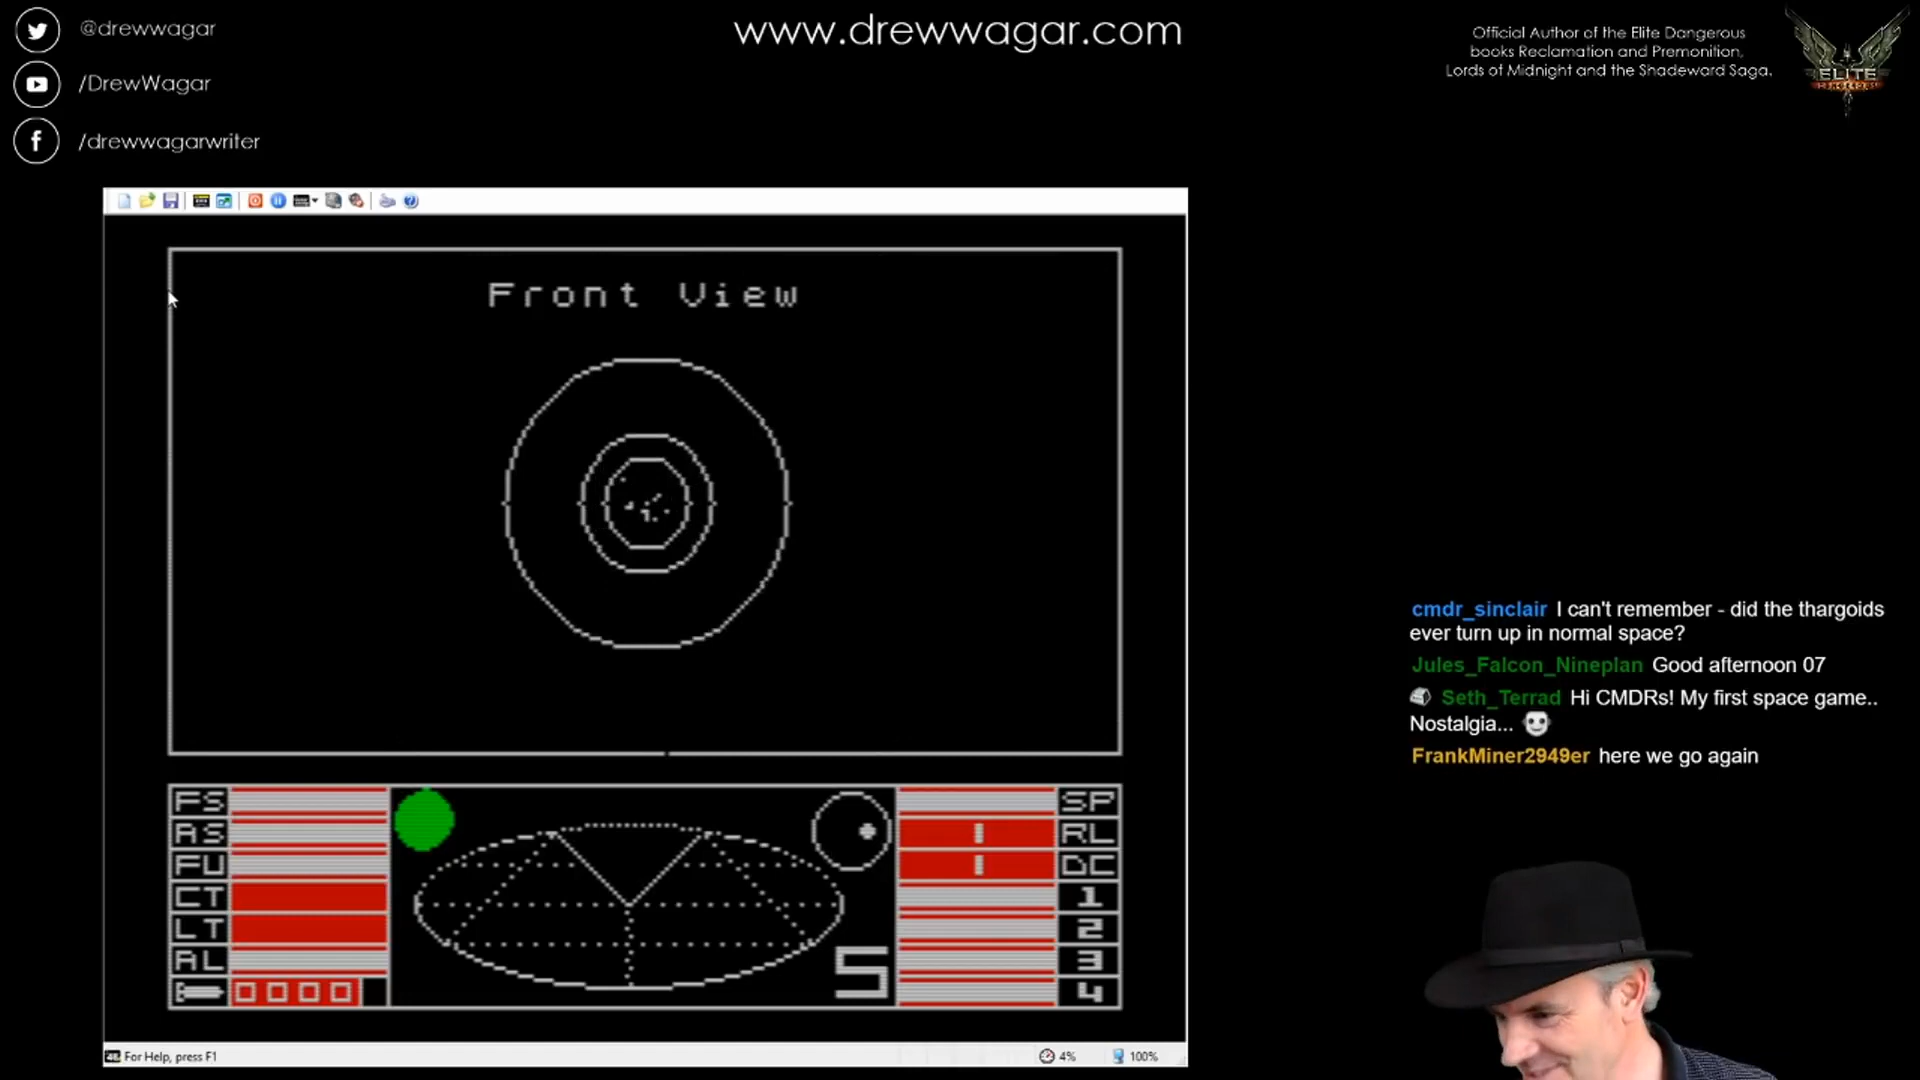 @drewwagar
/DrewWagar
/drewwagarwriter
www.drewwagar.com
Official Author of the Elite Dangerous
books Reclamation and Premonition,
Lords of Midnight and the Shadeward Saga.
ELITE
DANGEROUS
Front View
FS
AS
FU
CT
LT
AL
S
SP
RL
DC
1
2
3
4
For Help, press F1
4%
100%
cmdr_sinclair I can't remember - did the thargoids
ever turn up in normal space?
Jules_Falcon_Nineplan Good afternoon 07
Seth_Terrad Hi CMDRs! My first space game..
Nostalgia...
FrankMiner2949er here we go again